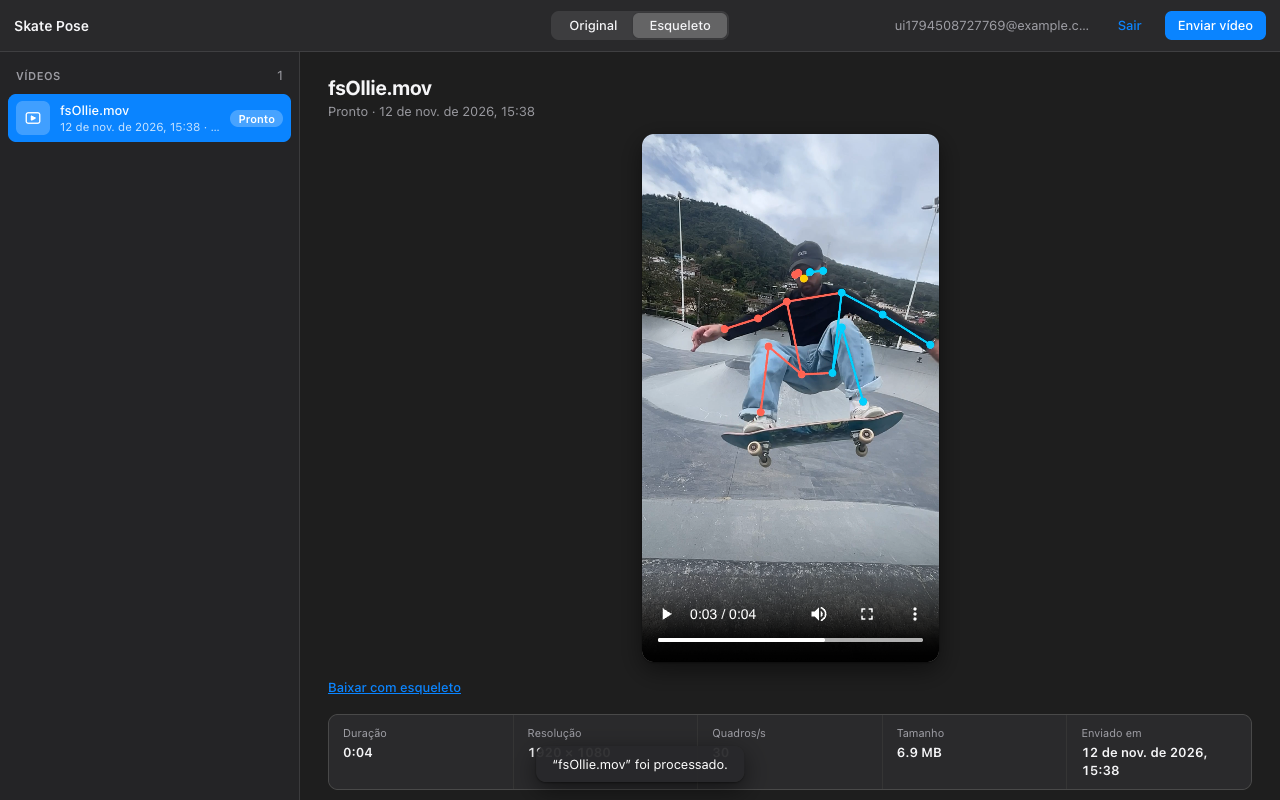 Skate Pose
Original
Esqueleto
ui1794508727769@example.c...
Sair
Enviar vídeo
VÍDEOS
1
fsOllie.mov
12 de nov. de 2026, 15:38 · ...
Pronto
fsOllie.mov
Pronto · 12 de nov. de 2026, 15:38
0:03 / 0:04
Baixar com esqueleto
Duração
Resolução
Quadros/s
Tamanho
Enviado em
0:04
1920 × 1080
30
6.9 MB
12 de nov. de 2026,
15:38
“fsOllie.mov” foi processado.